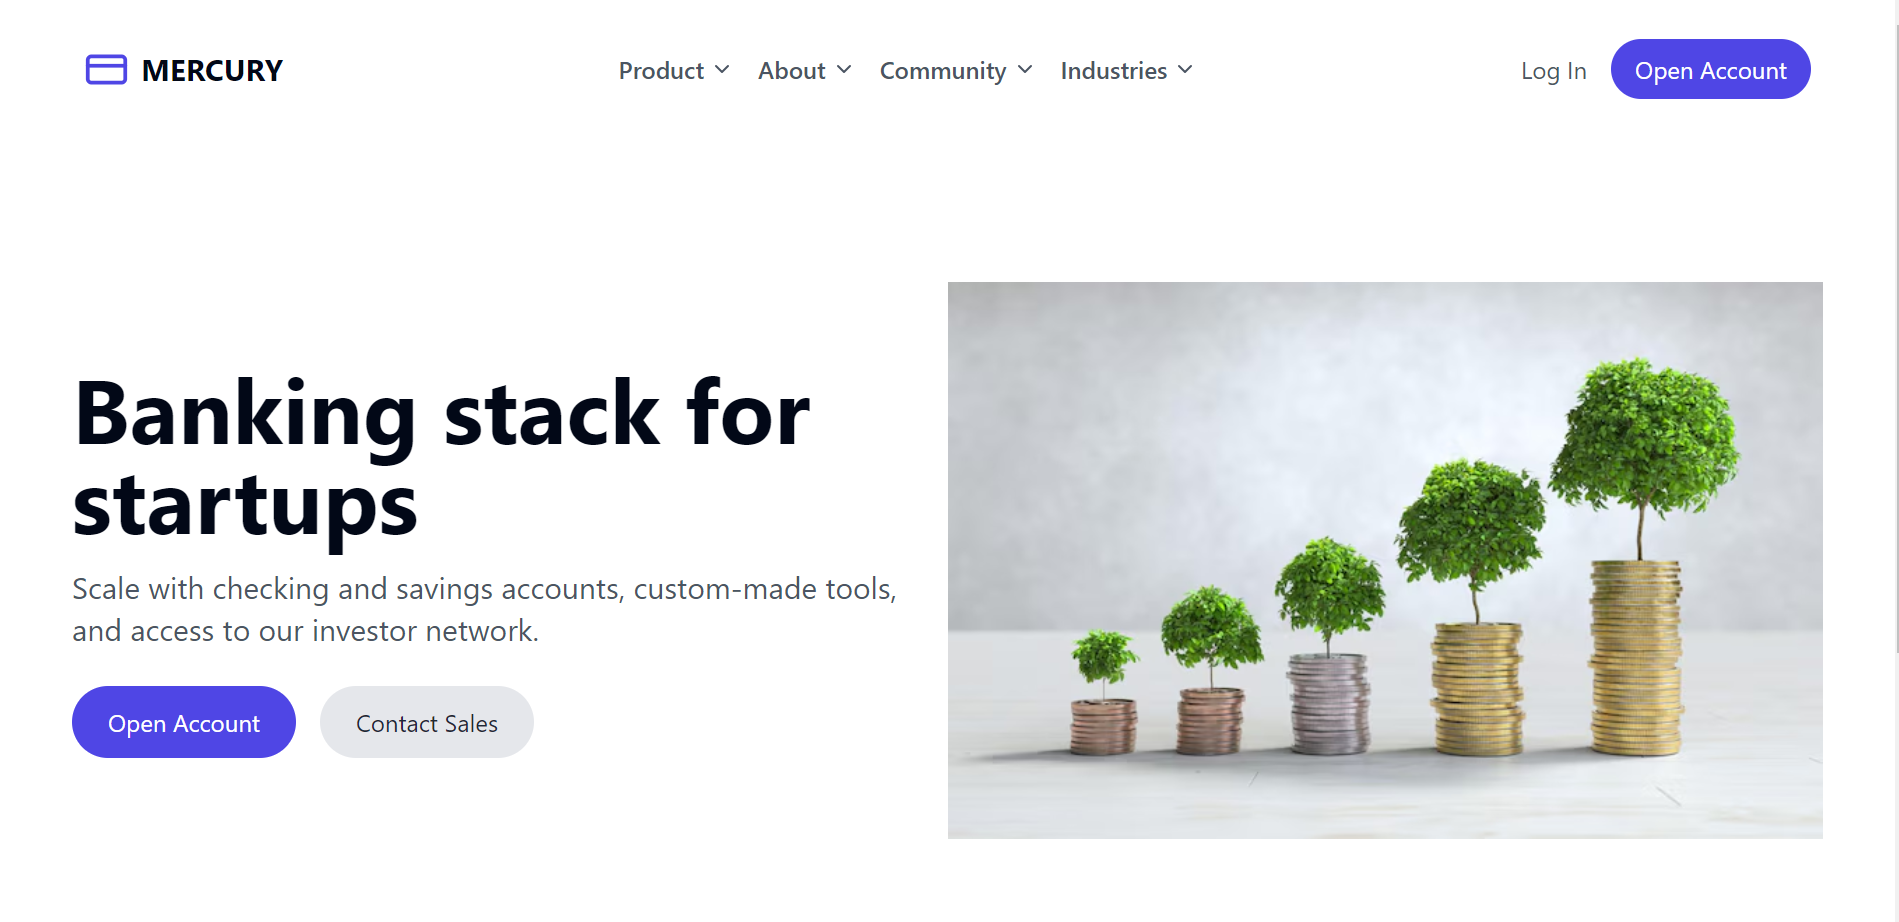 MERCURY
Product
About
Community
Industries
Log In
Open Account
Banking stack for
startups
Scale with checking and savings accounts, custom-made tools,
and access to our investor network.
Open Account
Contact Sales